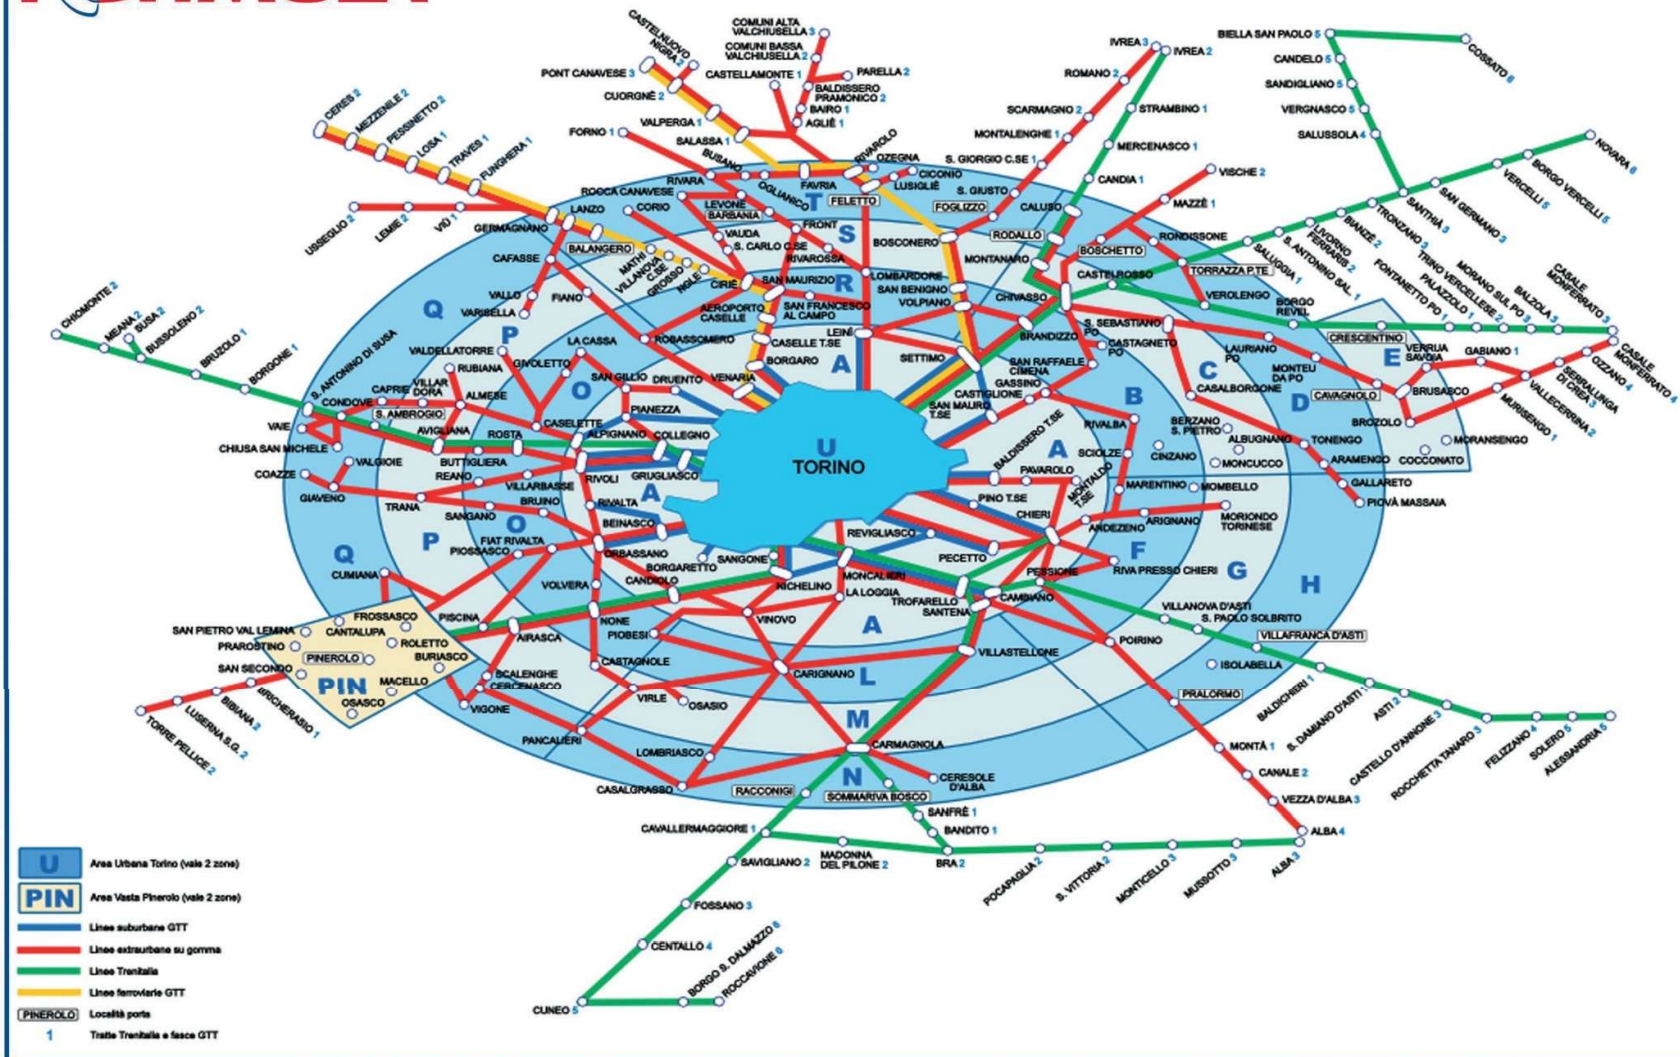 CASTELNUOVO
NIGRA 2
COMUNI ALTA
VALCHIUSELLA 3
COMUNI BASSA
VALCHIUSELLA 2
PONT CANAVESE 3
CASTELLAMONTE 1
PARELLA 2
CUORGNÈ 2
BALDISSERO
PRAMONICO 2
BAIRO 1
AGLIÈ 1
VALPERGA 1
SALASSA 1
FORNO 1
IVREA 3
IVREA 2
ROMANO 2
SCARMAGNO 2
STRAMBINO 1
MONTALENGHE 1
MERCENASCO 1
S. GIORGIO C.SE 1
CANDIA 1
S. GIUSTO
FOGLIZZO
CALUSO
RODALLO
MONTANARO
VISCHE 2
MAZZÈ 1
RONDISSONE
BOSCHETTO
CASTELROSSO
TORRAZZA P.TE
BIELLA SAN PAOLO 5
COSSATO 6
CANDELO 5
SANDIGLIANO 5
VERGNASCO 5
SALUSSOLA 4
NOVARA 6
BORGO VERCELLI 5
VERCELLI 5
SAN GERMANO 3
SANTHIÀ 3
TRONZANO 3
BIANZÈ 2
LIVORNO
FERRARIS 2
S. ANTONINO SAL. 1
SALUGGIA 1
CERES 2
MEZZENILE 2
PESSINETTO 2
LOSA 1
TRAVES 1
FUNGHERA 1
USSEGLIO 2
LEMIE 2
VIÙ 1
GERMAGNANO
LANZO
BALANGERO
CAFASSE
MATHI
VILLANOVA
C.SE
GROSSO
NOLE
CIRIÈ
VALLO
VARISELLA
FIANO
BUSANO
RIVARA
ROCCA CANAVESE
CORIO
LEVONE
BARBANIA
OGLIANICO
FAVRIA
RIVAROLO
OZEGNA
CICONIO
LUSIGLIÈ
FELETTO
T
FRONT
S
VAUDA
S. CARLO C.SE
RIVAROSSA
BOSCONERO
SAN MAURIZIO
R
LOMBARDORE
SAN BENIGNO
VOLPIANO
AEROPORTO
CASELLE
SAN FRANCESCO
AL CAMPO
CHIVASSO
LEINÌ
CASELLE T.SE
BORGARO
A
SETTIMO
BRANDIZZO
ROBASSOMERO
VENARIA
LA CASSA
GIVOLETTO
VALDELLATORRE
SAN GILLIO
DRUENTO
PIANEZZA
Q
P
O
CHIOMONTE 2
MEANA 2
SUSA 2
BUSSOLENO 2
BRUZOLO 1
BORGONE 1
S. ANTONINO DI SUSA
CONDOVE
CAPRIE
VILLAR
DORA
RUBIANA
ALMESE
S. AMBROGIO
VAIE
CHIUSA SAN MICHELE
AVIGLIANA
CASELETTE
ALPIGNANO
COLLEGNO
ROSTA
BUTTIGLIERA
GRUGLIASCO
RIVOLI
A
COAZZE
VALGIOIE
GIAVENO
REANO
VILLARBASSE
TRANA
SANGANO
BRUINO
RIVALTA
BEINASCO
O
P
Q
FIAT RIVALTA
PIOSSASCO
ORBASSANO
BORGARETTO
SANGONE
CUMIANA
VOLVERA
CANDIOLO
NICHELINO
U
TORINO
VEROLENGO
BORGO
REVEL
FONTANETTO PO 1
PALAZZOLO 1
TRINO VERCELLESE 2
MORANO SUL PO 3
BALZOLA 3
CASALE
MONFERRATO 3
CRESCENTINO
S. SEBASTIANO
PO
CASTAGNETO
PO
LAURIANO
PO
VERRUA
SAVOIA
E
GABIANO 1
CASALE
MONFERRATO 4
OZZANO 4
SERRALUNGA
DI CREA 3
VALLECERRINA 2
MURISENGO 1
BRUSASCO
BROZOLO
CAVAGNOLO
MONTEU
DA PO
C
D
CASALBORGONE
SAN RAFFAELE
CIMENA
GASSINO
CASTIGLIONE
SAN MAURO
T.SE
B
RIVALBA
BERZANO
S. PIETRO
ALBUGNANO
TONENGO
ARAMENGO
MORANSENGO
COCCONATO
GALLARETO
PIOVÀ MASSAIA
CINZANO
MONCUCCO
SCIOLZE
BALDISSERO T.SE
A
PAVAROLO
MONTALDO
T.SE
MARENTINO
MOMBELLO
PINO T.SE
CHIERI
ANDEZENO
ARIGNANO
MORIONDO
TORINESE
REVIGLIASCO
PECETTO
F
RIVA PRESSO CHIERI
G
H
PESSIONE
CAMBIANO
MONCALIERI
TROFARELLO
SANTENA
LA LOGGIA
VINOVO
A
VILLANOVA D'ASTI
S. PAOLO SOLBRITO
VILLAFRANCA D'ASTI
POIRINO
ISOLABELLA
PRALORMO
BALDICHIERI 1
S. DAMIANO D'ASTI 1
ASTI 2
CASTELLO D'ANNONE 3
ROCCHETTA TANARO 3
FELIZZANO 4
SOLERO 5
ALESSANDRIA 5
MONTÀ 1
CANALE 2
VEZZA D'ALBA 3
ALBA 4
ALBA 3
MUSSOTTO 3
MONTICELLO 3
S. VITTORIA 2
POCAPAGLIA 2
BRA 2
BANDITO 1
SANFRÈ 1
SOMMARIVA BOSCO
CERESOLE
D'ALBA
CARMAGNOLA
VILLASTELLONE
CARIGNANO
L
M
N
RACCONIGI
LOMBRIASCO
CASALGRASSO
PANCALIERI
OSASIO
VIRLE
CASTAGNOLE
PIOBESI
NONE
AIRASCA
PISCINA
SCALENGHE
CERCENASCO
VIGONE
FROSSASCO
CANTALUPA
SAN PIETRO VAL LEMINA
ROLETTO
PRAROSTINO
PINEROLO
BURIASCO
SAN SECONDO
MACELLO
PIN
OSASCO
BRICHERASIO 1
BIBIANA 2
LUSERNA S.G. 2
TORRE PELLICE 2
CAVALLERMAGGIORE 1
MADONNA
DEL PILONE 2
SAVIGLIANO 2
FOSSANO 3
CENTALLO 4
CUNEO 5
BORGO S. DALMAZZO 6
ROCCAVIONE 6
U
Area Urbana Torino (vale 2 zone)
PIN
Area Vasta Pinerolo (vale 2 zone)
Linee suburbane GTT
Linee extraurbane su gomma
Linee Trenitalia
Linee ferroviarie GTT
PINEROLO
Località porta
1
Tratte Trenitalia e fasce GTT